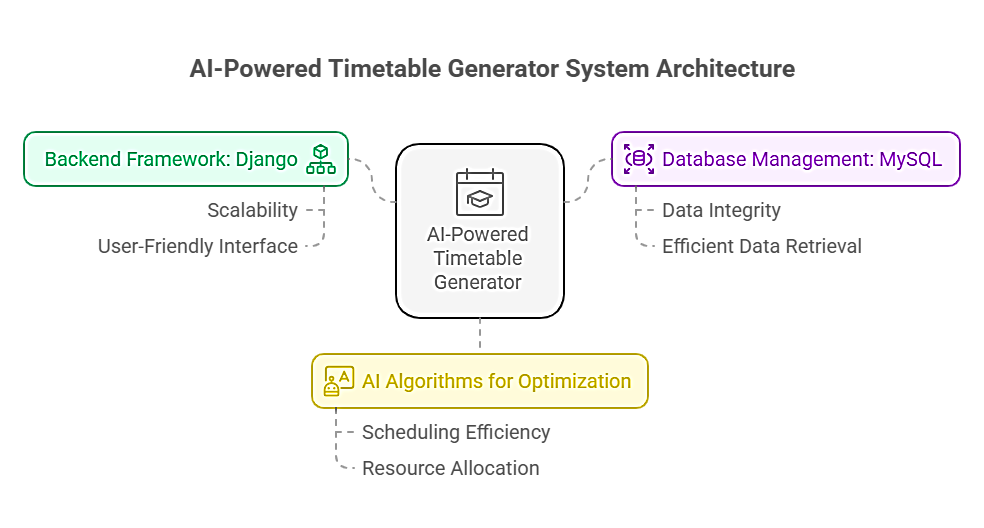 AI-Powered Timetable Generator System Architecture
Backend Framework: Django
Scalability
User-Friendly Interface
AI-Powered
Timetable
Generator
Database Management: MySQL
Data Integrity
Efficient Data Retrieval
A
AI Algorithms for Optimization
Scheduling Efficiency
Resource Allocation